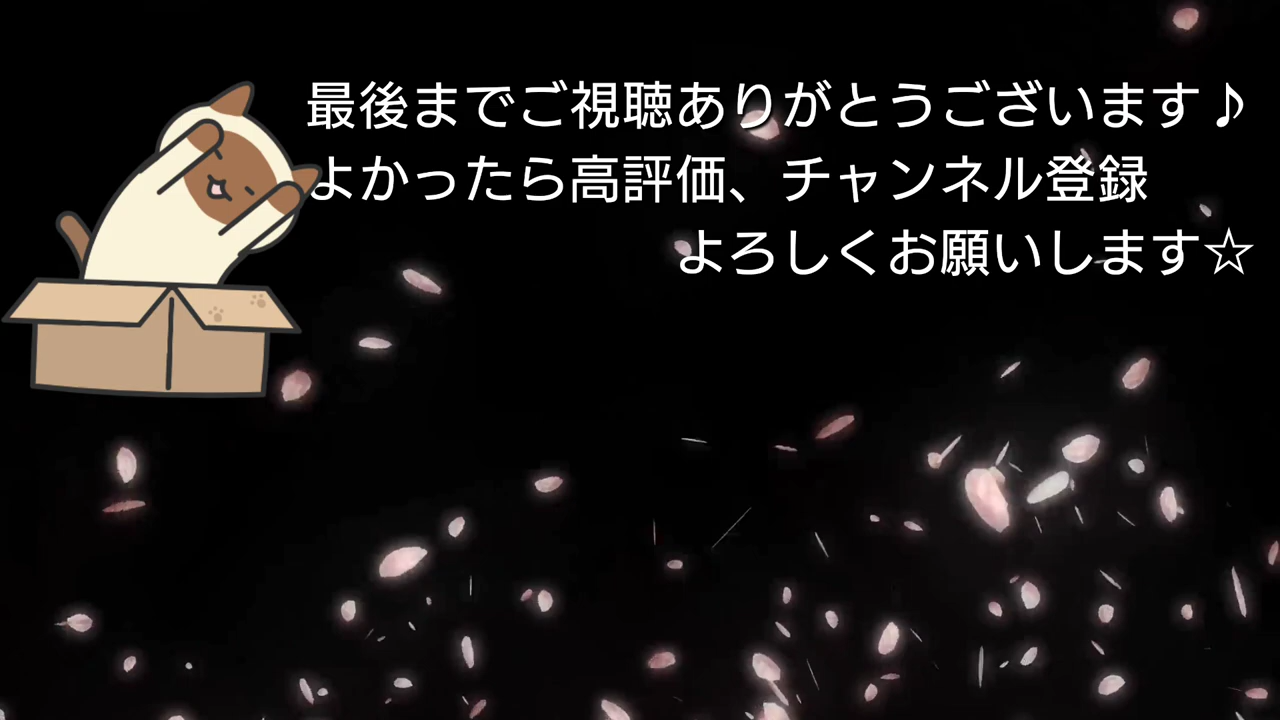 最後までご視聴ありがとうございます♪
よかったら高評価、チャンネル登録
よろしくお願いします☆